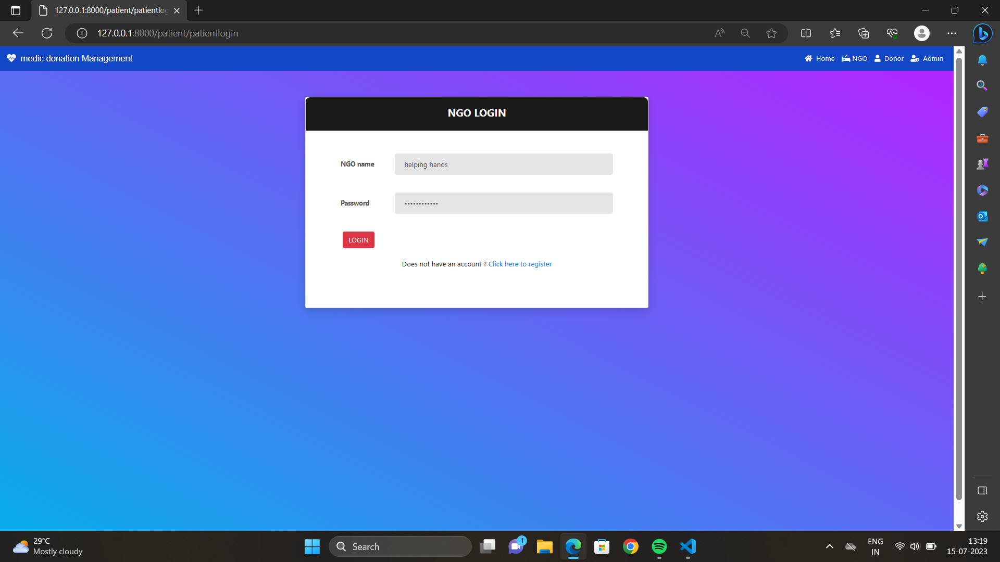 127.0.0.1:8000/patient/patientlog
127.0.0.1:8000/patient/patientlogin
medic donation Management
Home NGO Donor Admin
NGO LOGIN
NGO name
helping hands
Password
••••••••••••
LOGIN
Does not have an account ? Click here to register
29°C
Mostly cloudy
Search
1
ENG
IN
13:19
15-07-2023